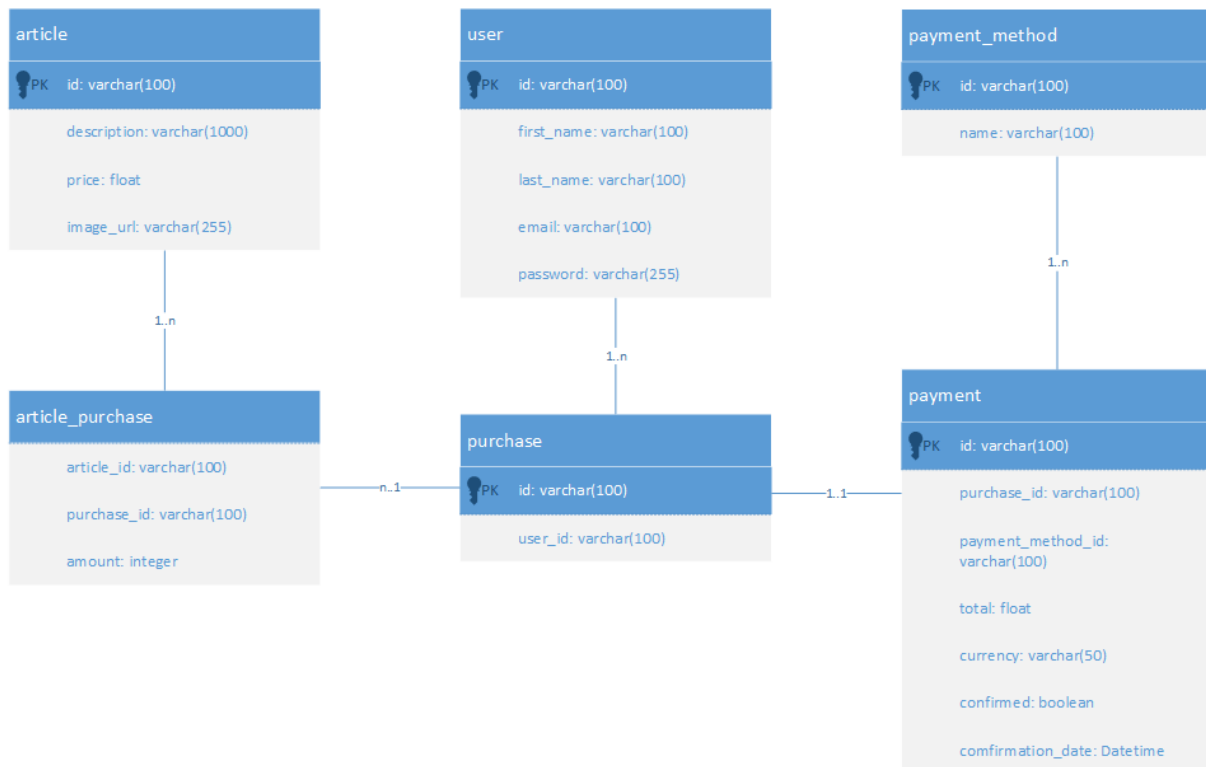 article
PK id: varchar(100)
description: varchar(1000)
price: float
image_url: varchar(255)
1..n
user
PK id: varchar(100)
first_name: varchar(100)
last_name: varchar(100)
email: varchar(100)
password: varchar(255)
1..n
payment_method
PK id: varchar(100)
name: varchar(100)
1..n
article_purchase
article_id: varchar(100)
purchase_id: varchar(100)
amount: integer
n..1
purchase
PK id: varchar(100)
user_id: varchar(100)
1..1
payment
PK id: varchar(100)
purchase_id: varchar(100)
payment_method_id:
varchar(100)
total: float
currency: varchar(50)
confirmed: boolean
comfirmation_date: Datetime